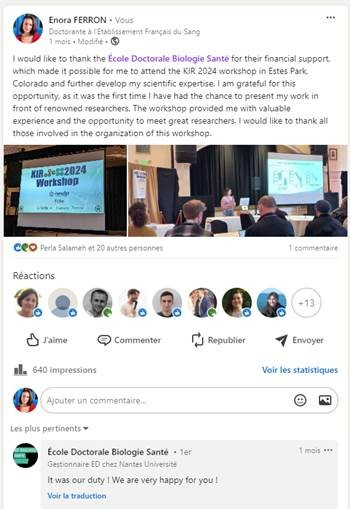 Enora FERRON • Vous
Doctorante à l'Etablissement Français du Sang
1 mois • Modifié •
I would like to thank the École Doctorale Biologie Santé for their financial support,
which made it possible for me to attend the KIR 2024 workshop in Estes Park,
Colorado and further develop my scientific expertise. I am grateful for this
opportunity, as it was the first time I have had the chance to present my work in
front of renowned researchers. The workshop provided me with valuable
experience and the opportunity to meet great researchers. I would like to thank all
those involved in the organization of this workshop.
KIR 2024
Workshop
Perla Salameh et 20 autres personnes
1 commentaire
Réactions
+13
J'aime
Commenter
Republier
Envoyer
640 impressions
Voir les statistiques
Ajouter un commentaire...
Les plus pertinents
École Doctorale Biologie Santé • 1er
1 mois
Gestionnaire ED chez Nantes Université
It was our duty ! We are very happy for you !
Voir la traduction